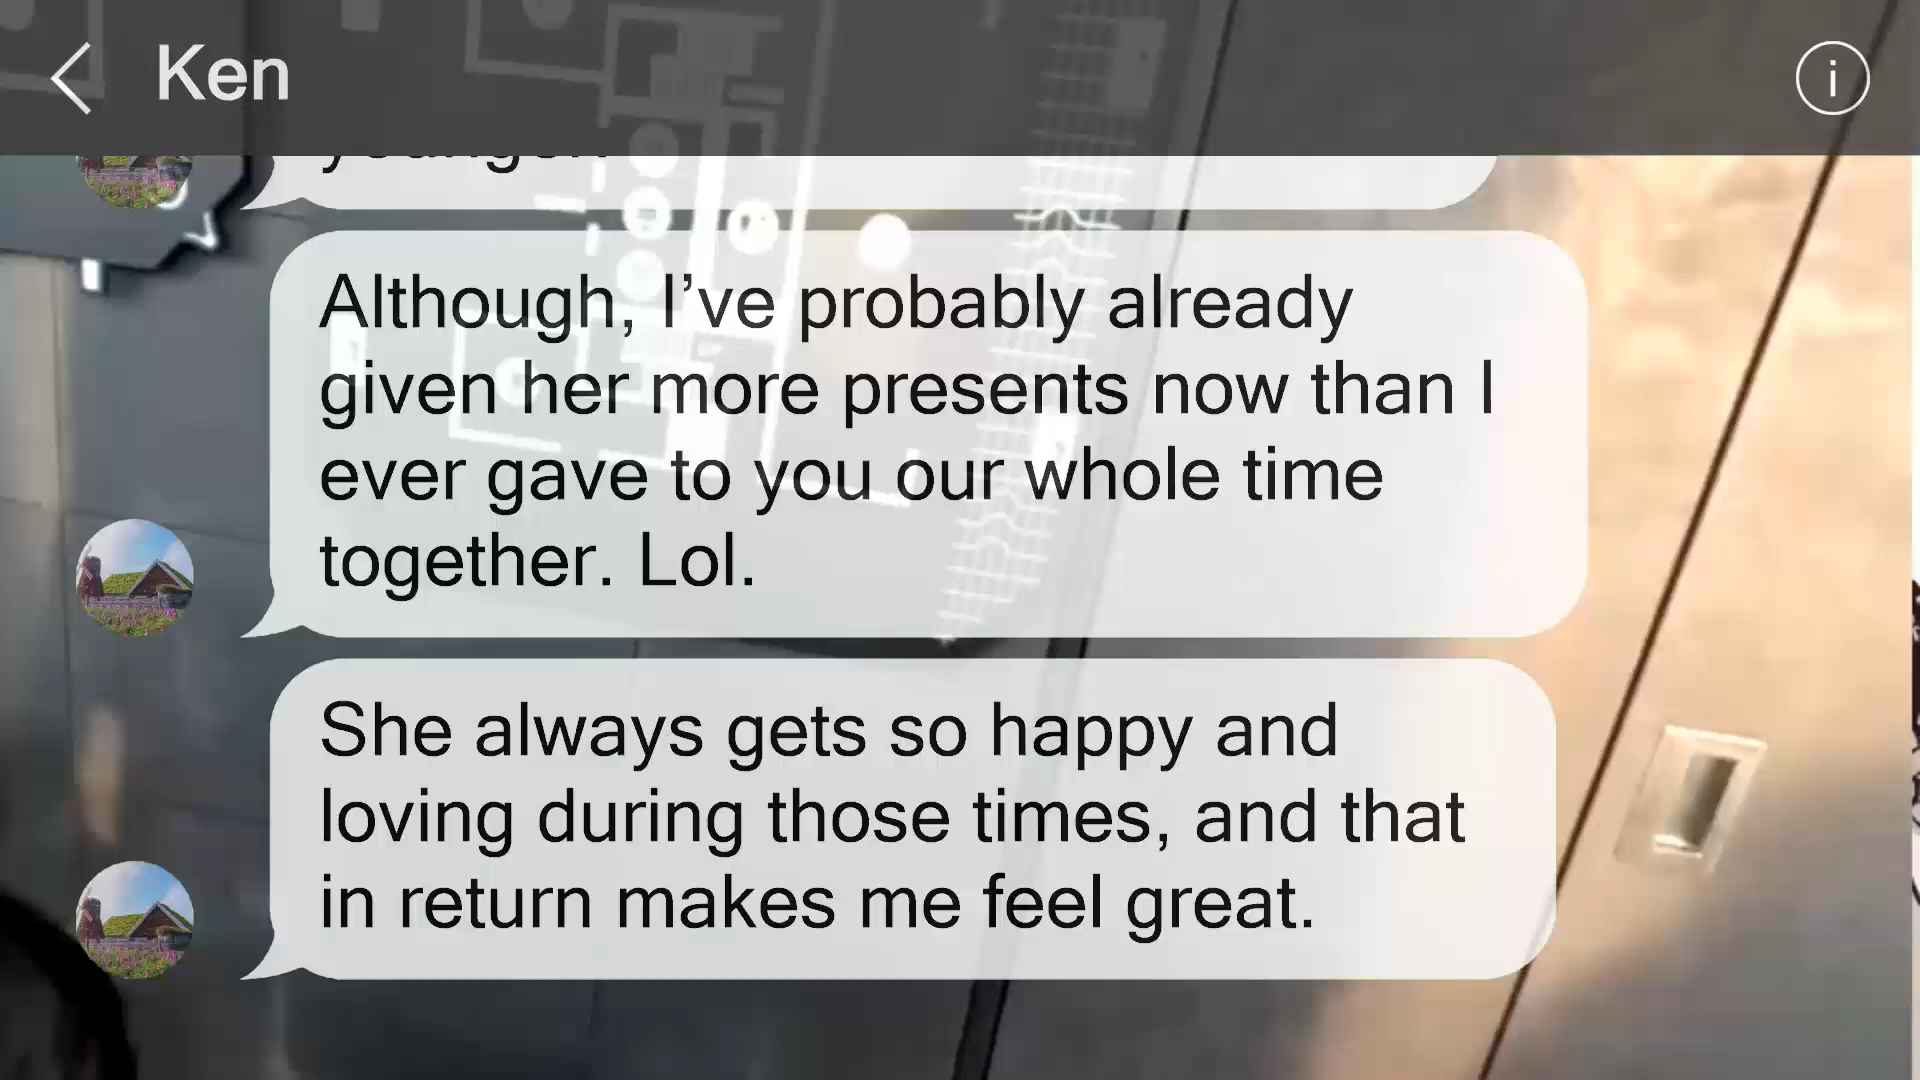 Ken
i
younger.
Although, I’ve probably already
given her more presents now than I
ever gave to you our whole time
together. Lol.
She always gets so happy and
loving during those times, and that
in return makes me feel great.